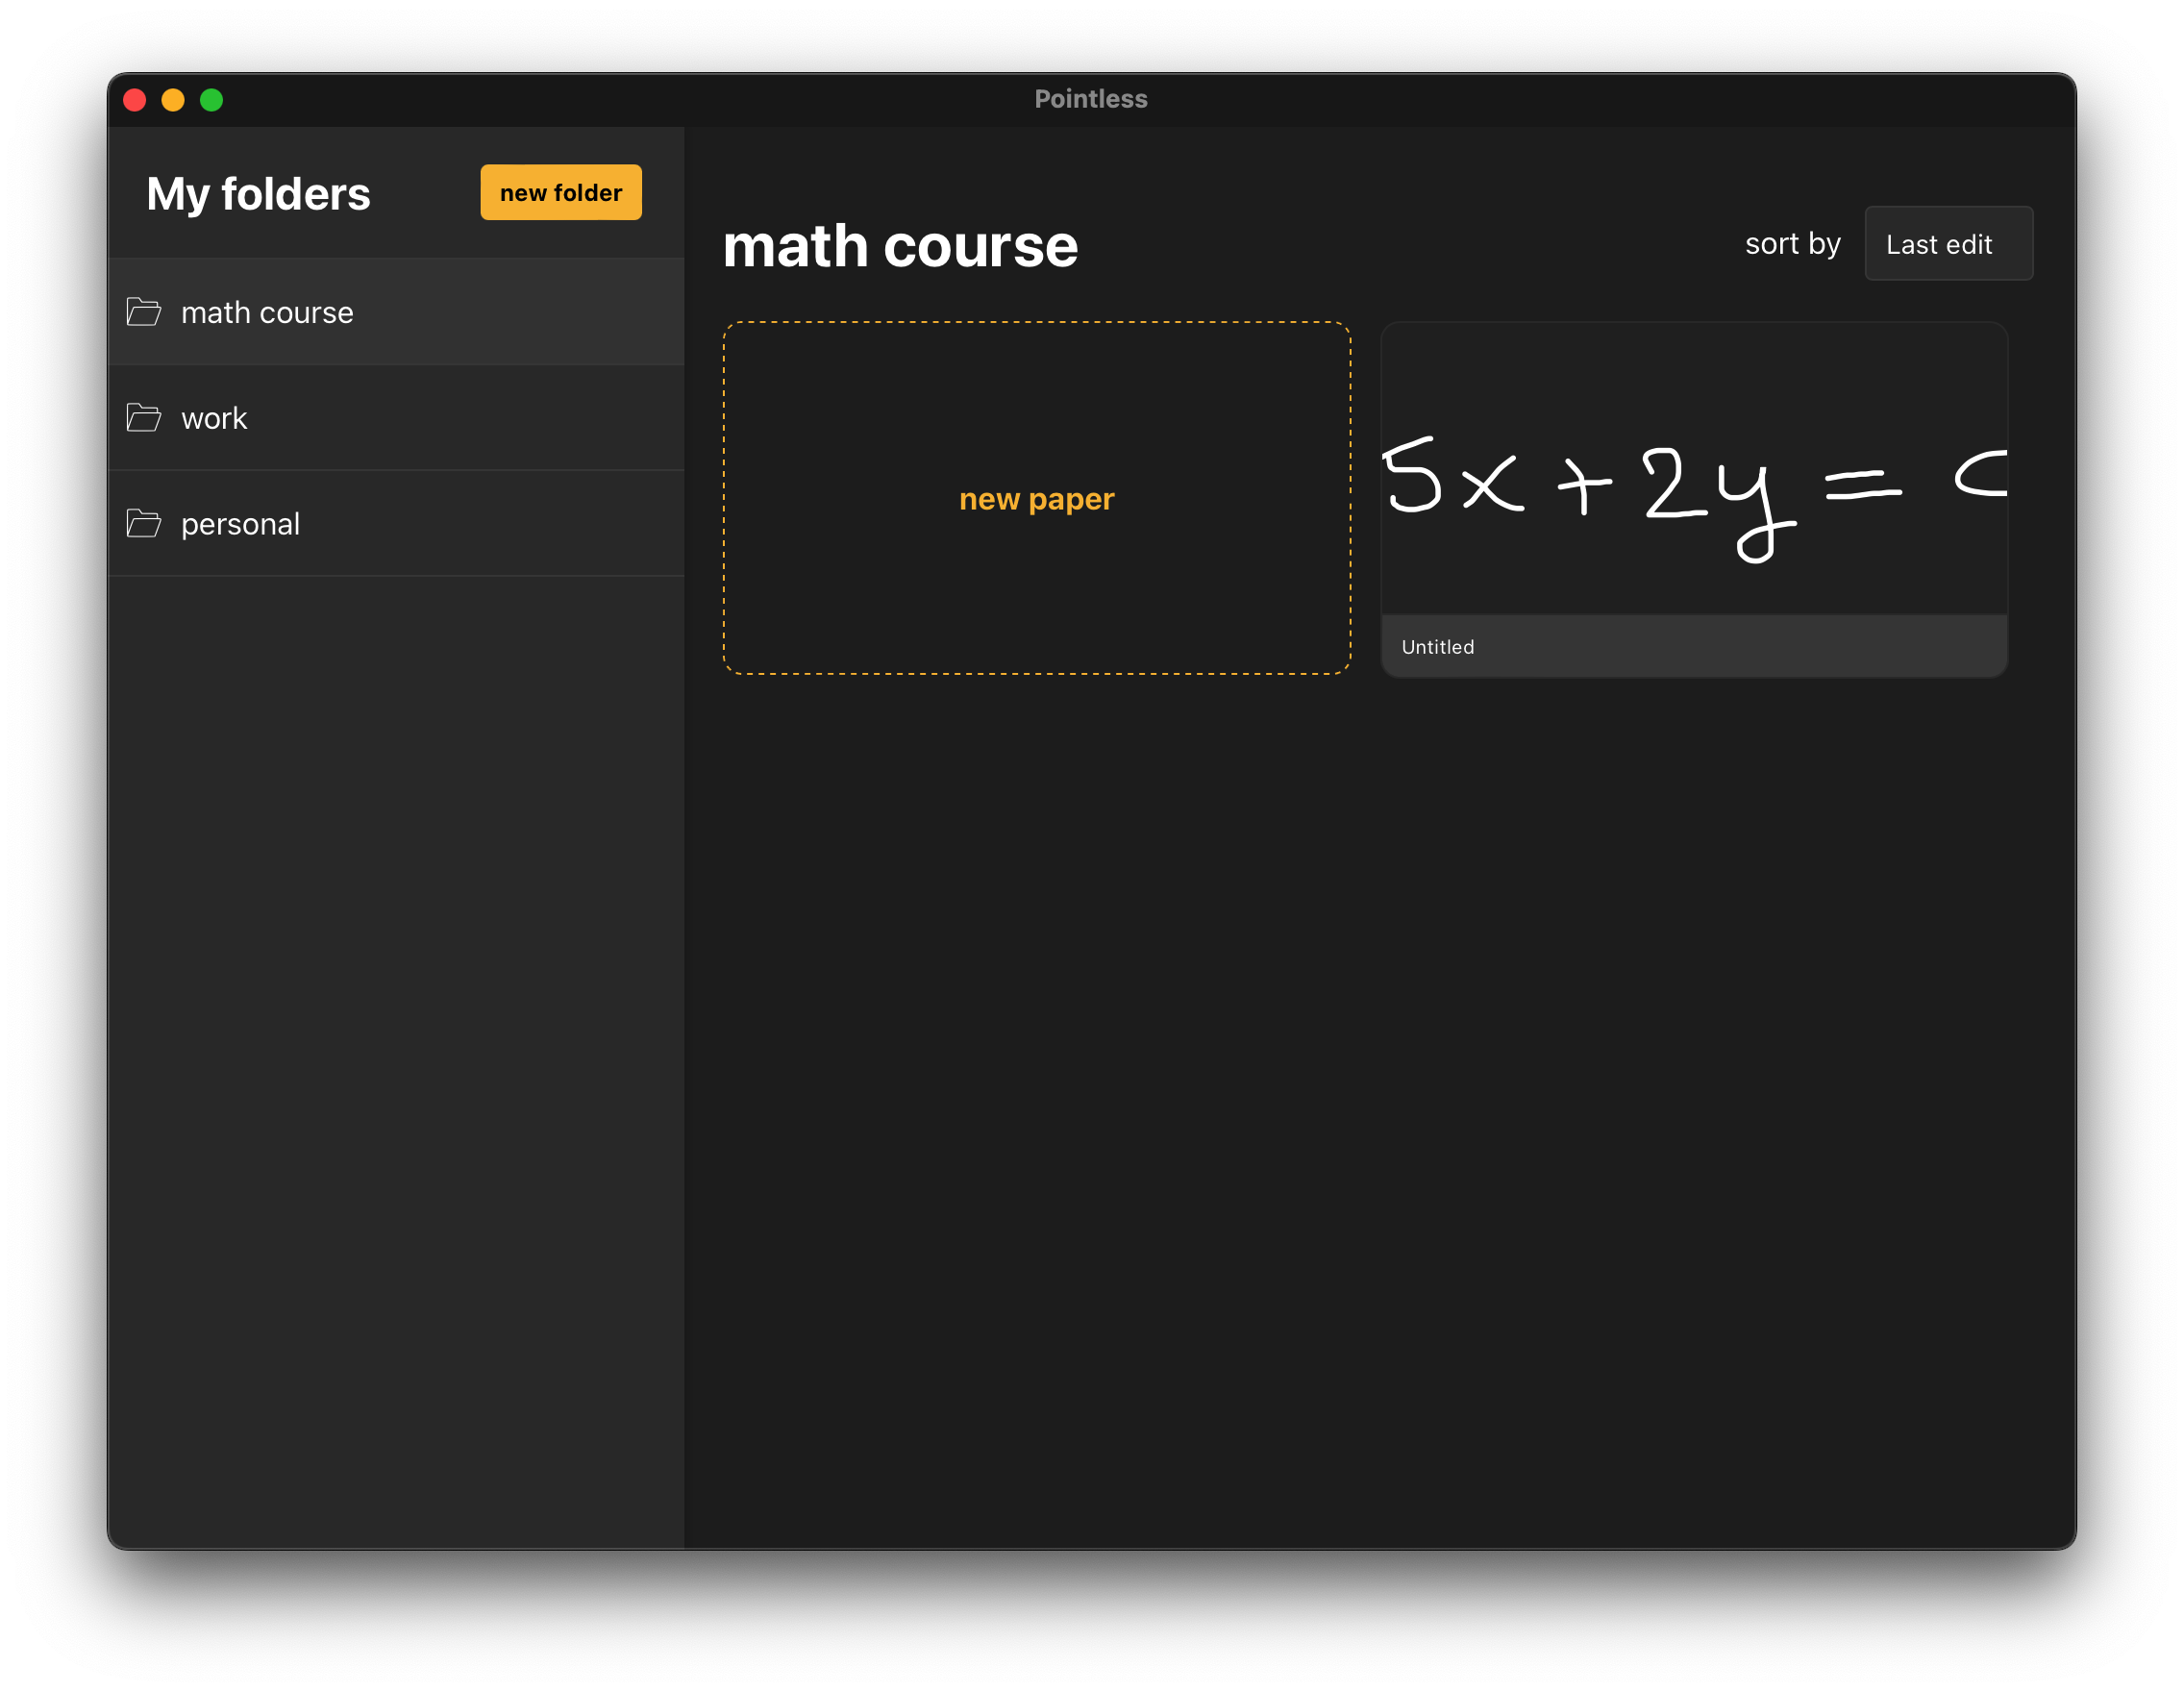 Pointless
My folders
new folder
math course
work
personal
math course
sort by Last edit
new paper
5x + 2y =
Untitled